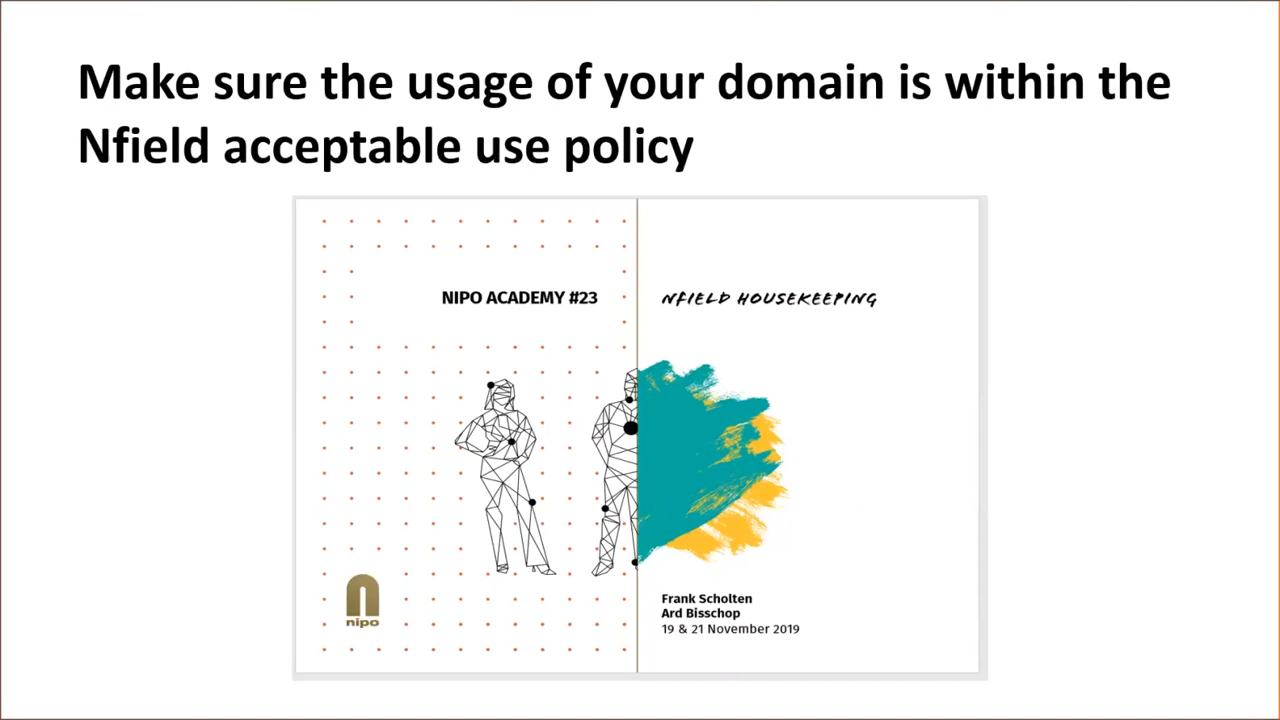 Make sure the usage of your domain is within the
Nfield acceptable use policy
NIPO ACADEMY #23
NFIELD HOUSEKEEPING
nipo
Frank Scholten
Ard Bisschop
19 & 21 November 2019